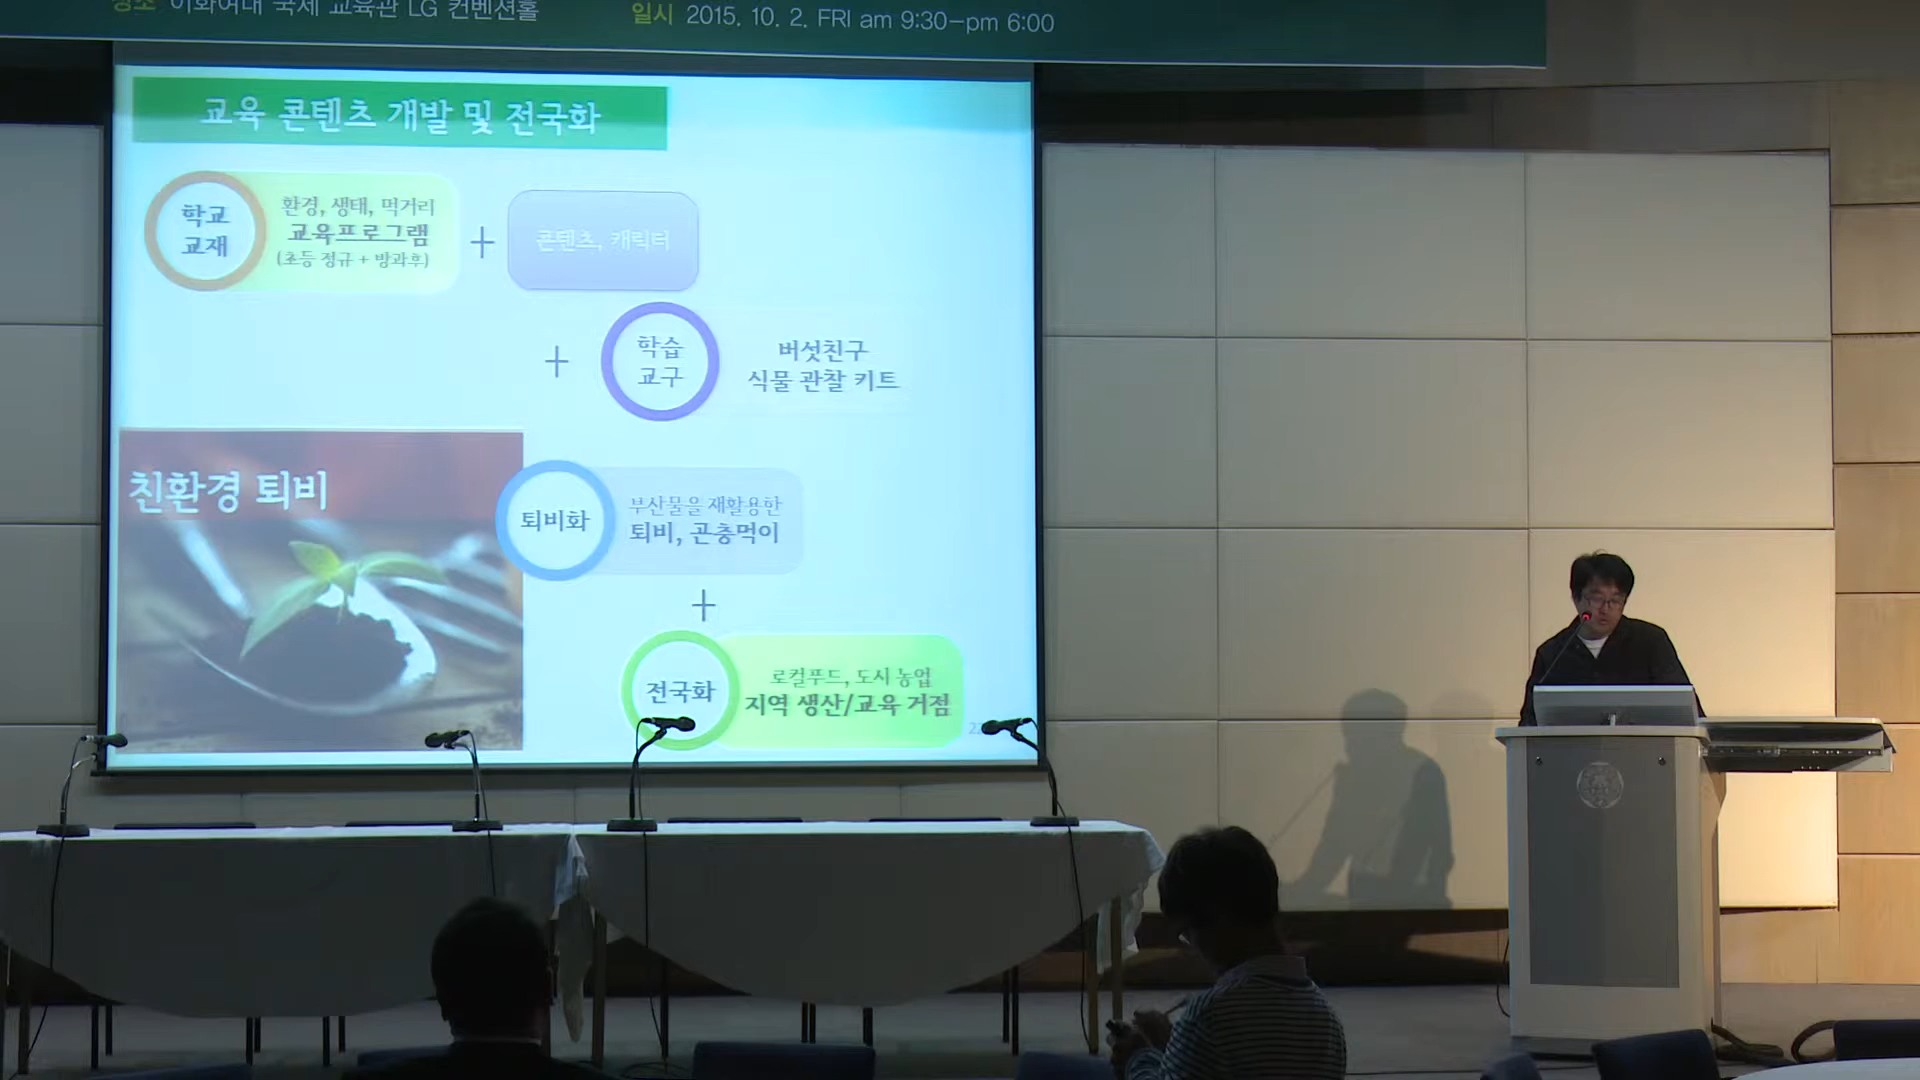 장소 이화여대 국제 교육관 LG 컨벤션홀
일시 2015. 10. 2. FRI am 9:30-pm 6:00
교육 콘텐츠 개발 및 전국화
학교
교재
환경, 생태, 먹거리
교육프로그램
(초등 정규 + 방과후)
+
콘텐츠, 캐릭터
+
학습
교구
버섯친구
식물 관찰 키트
친환경 퇴비
퇴비화
부산물을 재활용한
퇴비, 곤충먹이
+
전국화
로컬푸드, 도시 농업
지역 생산/교육 거점